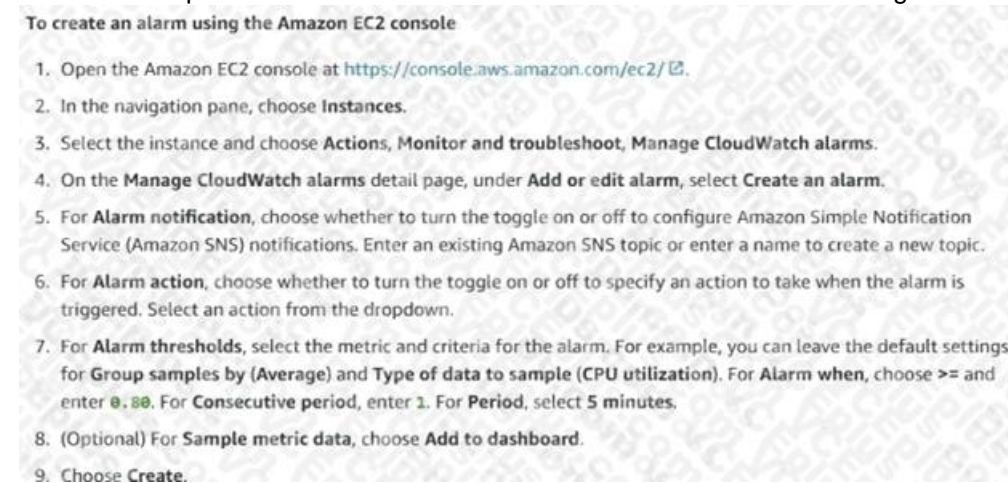 To create an alarm using the Amazon EC2 console
1. Open the Amazon EC2 console at https://console.aws.amazon.com/ec2/.
2. In the navigation pane, choose Instances.
3. Select the instance and choose Actions, Monitor and troubleshoot, Manage CloudWatch alarms.
4. On the Manage CloudWatch alarms detail page, under Add or edit alarm, select Create an alarm.
5. For Alarm notification, choose whether to turn the toggle on or off to configure Amazon Simple Notification
Service (Amazon SNS) notifications. Enter an existing Amazon SNS topic or enter a name to create a new topic.
6. For Alarm action, choose whether to turn the toggle on or off to specify an action to take when the alarm is
triggered. Select an action from the dropdown.
7. For Alarm thresholds, select the metric and criteria for the alarm. For example, you can leave the default settings
for Group samples by (Average) and Type of data to sample (CPU utilization). For Alarm when, choose >= and
enter 0.80. For Consecutive period, enter 1. For Period, select 5 minutes.
8. (Optional) For Sample metric data, choose Add to dashboard.
9. Choose Create.